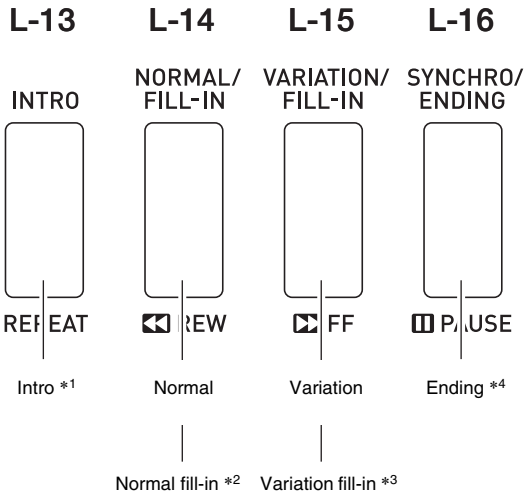 L-13 L-14 L-15 L-16
NORMAL/ VARIATION/ SYNCHRO/
INTRO FILL-IN FILL-IN ENDING
REPEAT REW FF PAUSE
Intro *1 Normal Variation Ending *4
Normal fill-in *2 Variation fill-in *3